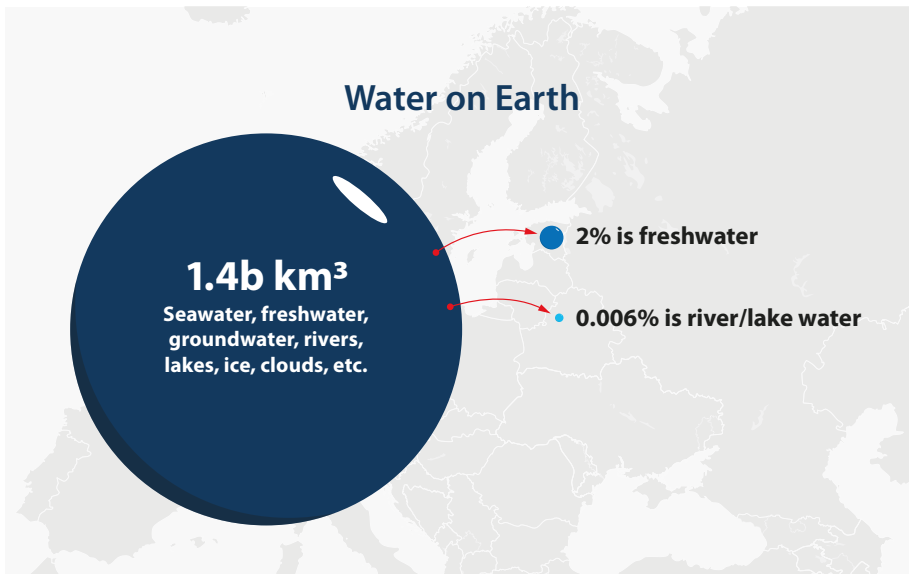 Water on Earth
1.4b km³
Seawater, freshwater,
groundwater, rivers,
lakes, ice, clouds, etc.
2% is freshwater
0.006% is river/lake water